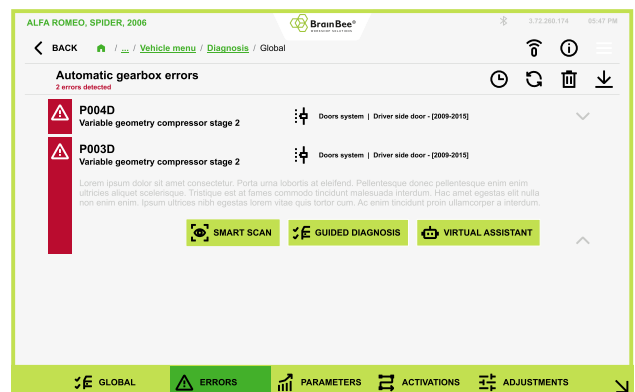 ALFA ROMEO, SPIDER, 2006
BrainBee®
3.72.260.174 05:47 PM
BACK / ... / Vehicle menu / Diagnosis / Global
Automatic gearbox errors
2 errors detected
P004D
Variable geometry compressor stage 2
Doors system | Driver side door - [2009-2015]
P003D
Variable geometry compressor stage 2
Doors system | Driver side door - [2009-2015]
Lorem ipsum dolor sit amet consectetur. Porta urna lobortis at eleifend. Pellentesque donec pellentesque enim enim
ultricies aliquet scelerisque. Tristique est at fames commodo tincidunt malesuada interdum. Hac amet egestas elit nulla
non enim enim. Ipsum ultrices nibh egestas lorem vitae quis tortor cum. Ac enim tincidunt proin ullamcorper a interdum.
SMART SCAN GUIDED DIAGNOSIS VIRTUAL ASSISTANT
GLOBAL ERRORS PARAMETERS ACTIVATIONS ADJUSTMENTS